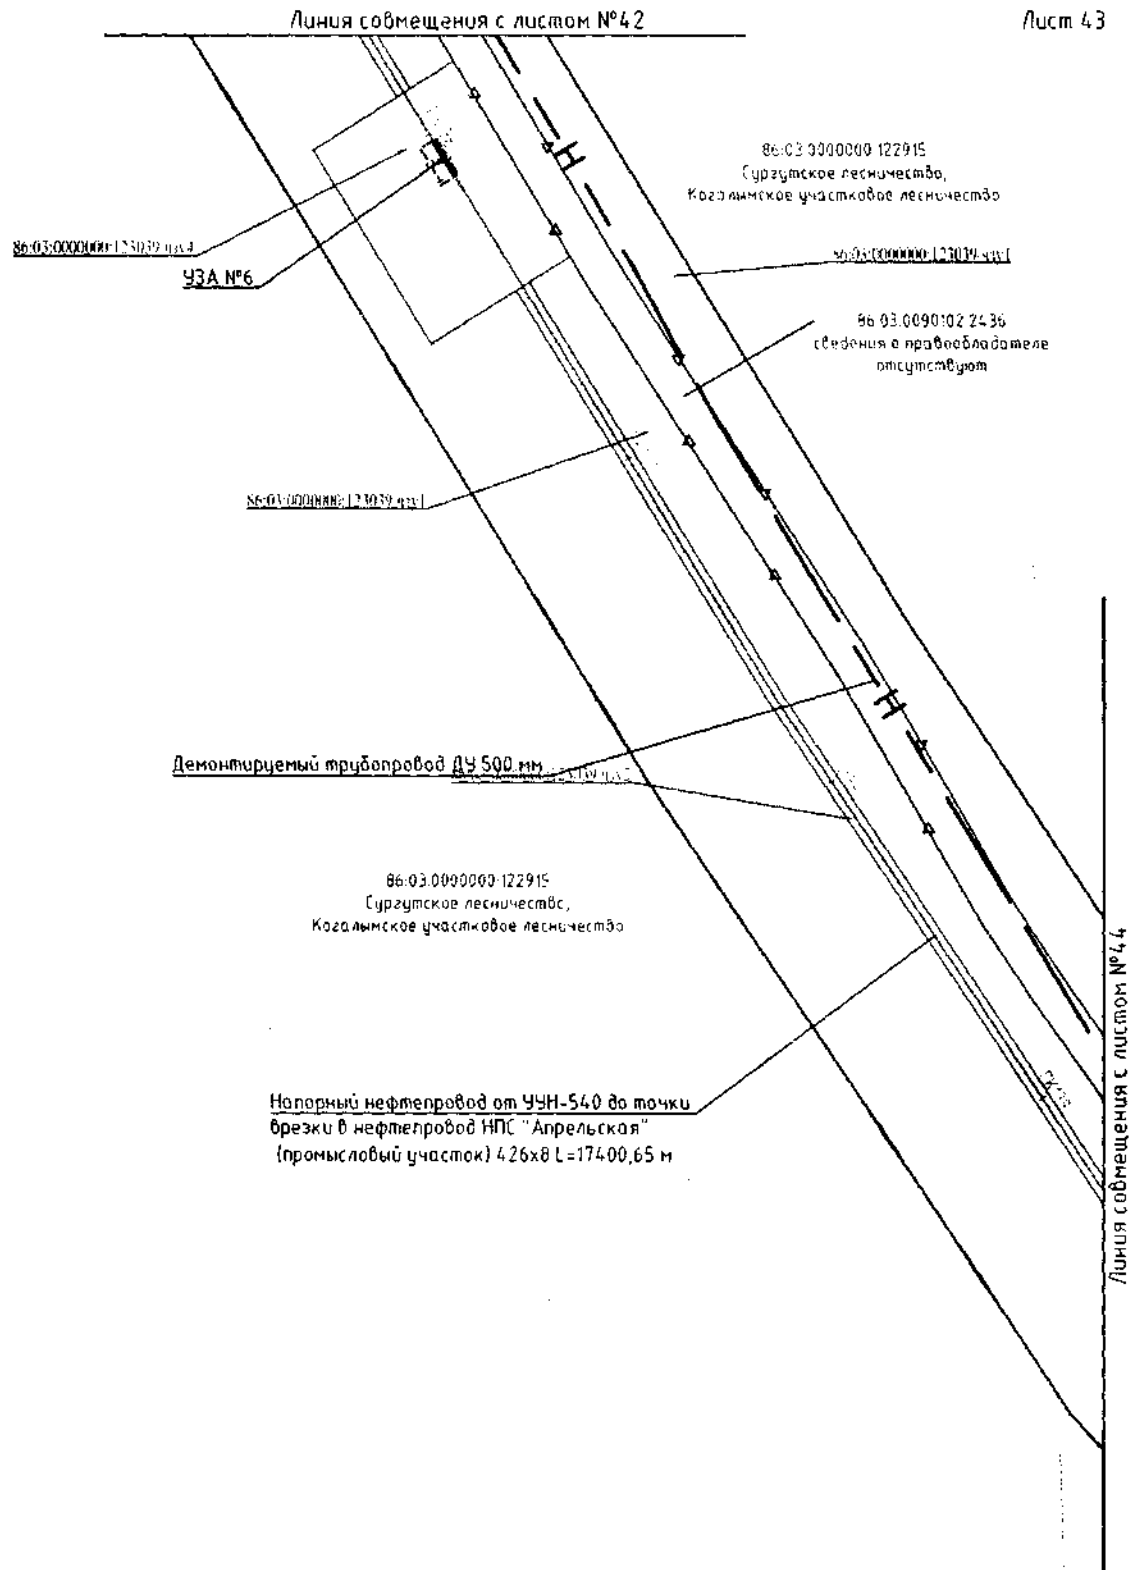 Линия совмещения с листом №42
Лист 43
86:03:0000000:122915
Сургутское лесничество,
Когалымское участковое лесничество
86:03:0000000:123039:чзу4
86:03:0000000:123039:чзу1
УЗА №6
86:03:0090102:2436
сведения о правообладателе
отсутствуют
86:03:0000000:123039:чзу1
Демонтируемый трубопровод ДУ 500 мм
86:03:0000000:122915
Сургутское лесничество,
Когалымское участковое лесничество
Напорный нефтепровод от УУН-540 до точки
врезки в нефтепровод НПС "Апрельская"
(промысловый участок) 426х8 L=17400,65 м
Линия совмещения с листом №44